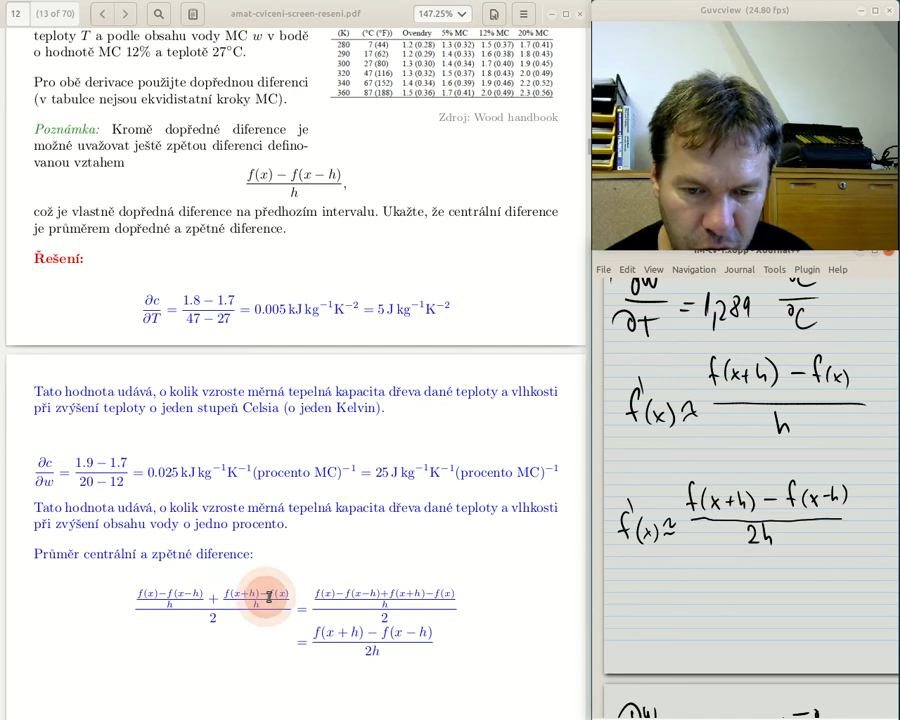 12 (13 of 70) amat-cviceni-screen-reseni.pdf 147.25%
teploty T a podle obsahu vody MC w v bodě
o hodnotě MC 12% a teplotě 27°C.
Pro obě derivace použijte dopřednou diferenci
(v tabulce nejsou ekvidistatní kroky MC).
(K) (°C (°F)) Ovendry 5% MC 12% MC 20% MC
280 7 (44) 1.2 (0.28) 1.3 (0.32) 1.5 (0.37) 1.7 (0.41)
290 17 (62) 1.2 (0.29) 1.4 (0.33) 1.6 (0.38) 1.8 (0.43)
300 27 (80) 1.3 (0.30) 1.4 (0.34) 1.7 (0.40) 1.9 (0.45)
320 47 (116) 1.3 (0.32) 1.5 (0.37) 1.8 (0.43) 2.0 (0.49)
340 67 (152) 1.4 (0.34) 1.6 (0.39) 1.9 (0.46) 2.2 (0.52)
360 87 (188) 1.5 (0.36) 1.7 (0.41) 2.0 (0.49) 2.3 (0.56)
Zdroj: Wood handbook
Poznámka: Kromě dopředné diference je
možné uvažovat ještě zpětou diferenci defino-
vanou vztahem
f(x) − f(x − h)
h ,
což je vlastně dopředná diference na předhozím intervalu. Ukažte, že centrální diference
je průměrem dopředné a zpětné diference.
Řešení:
∂c/∂T = (1.8 − 1.7)/(47 − 27) = 0.005 kJ kg⁻¹K⁻² = 5 J kg⁻¹K⁻²
Tato hodnota udává, o kolik vzroste měrná tepelná kapacita dřeva dané teploty a vlhkosti
při zvýšení teploty o jeden stupeň Celsia (o jeden Kelvin).
∂c/∂w = (1.9 − 1.7)/(20 − 12) = 0.025 kJ kg⁻¹K⁻¹(procento MC)⁻¹ = 25 J kg⁻¹K⁻¹(procento MC)⁻¹
Tato hodnota udává, o kolik vzroste měrná tepelná kapacita dřeva dané teploty a vlhkosti
při zvýšení obsahu vody o jedno procento.
Průměr centrální a zpětné diference:
((f(x)−f(x−h))/h + (f(x+h)−f(x))/h)/2 = ((f(x)−f(x−h)+f(x+h)−f(x))/h)/2
= (f(x + h) − f(x − h))/2h
Guvcview (24.80 fps)
File Edit View Navigation Journal Tools Plugin Help
∂w/∂T = 1,289 °C/°C
f'(x) ≈ (f(x+h) − f(x))/h
f'(x) ≈ (f(x+h) − f(x−h))/2h